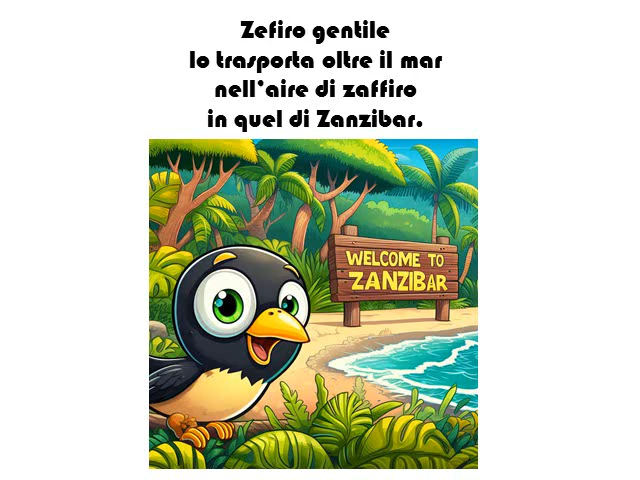 Zefiro gentile
lo trasporta oltre il mar
nell'aire di zaffiro
in quel di Zanzibar.
WELCOME TO
ZANZIBAR